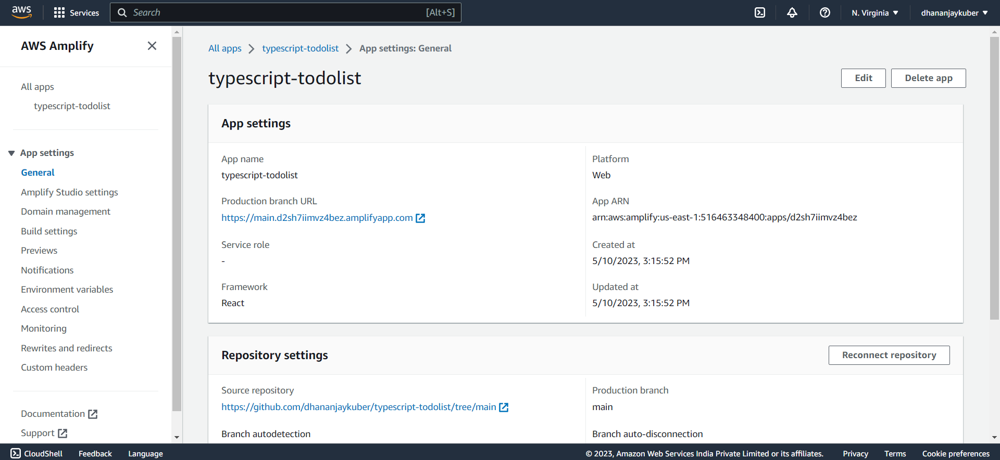 aws
Services
Search [Alt+S]
N. Virginia
dhananjaykuber
AWS Amplify
All apps
typescript-todolist
App settings
General
Amplify Studio settings
Domain management
Build settings
Previews
Notifications
Environment variables
Access control
Monitoring
Rewrites and redirects
Custom headers
Documentation
Support
All apps > typescript-todolist > App settings: General
typescript-todolist
Edit
Delete app
App settings
App name
typescript-todolist
Production branch URL
https://main.d2sh7iimvz4bez.amplifyapp.com
Service role
-
Framework
React
Platform
Web
App ARN
arn:aws:amplify:us-east-1:516463348400:apps/d2sh7iimvz4bez
Created at
5/10/2023, 3:15:52 PM
Updated at
5/10/2023, 3:15:52 PM
Repository settings
Reconnect repository
Source repository
https://github.com/dhananjaykuber/typescript-todolist/tree/main
Branch autodetection
Production branch
main
Branch auto-disconnection
CloudShell
Feedback
Language
© 2023, Amazon Web Services India Private Limited or its affiliates.
Privacy
Terms
Cookie preferences